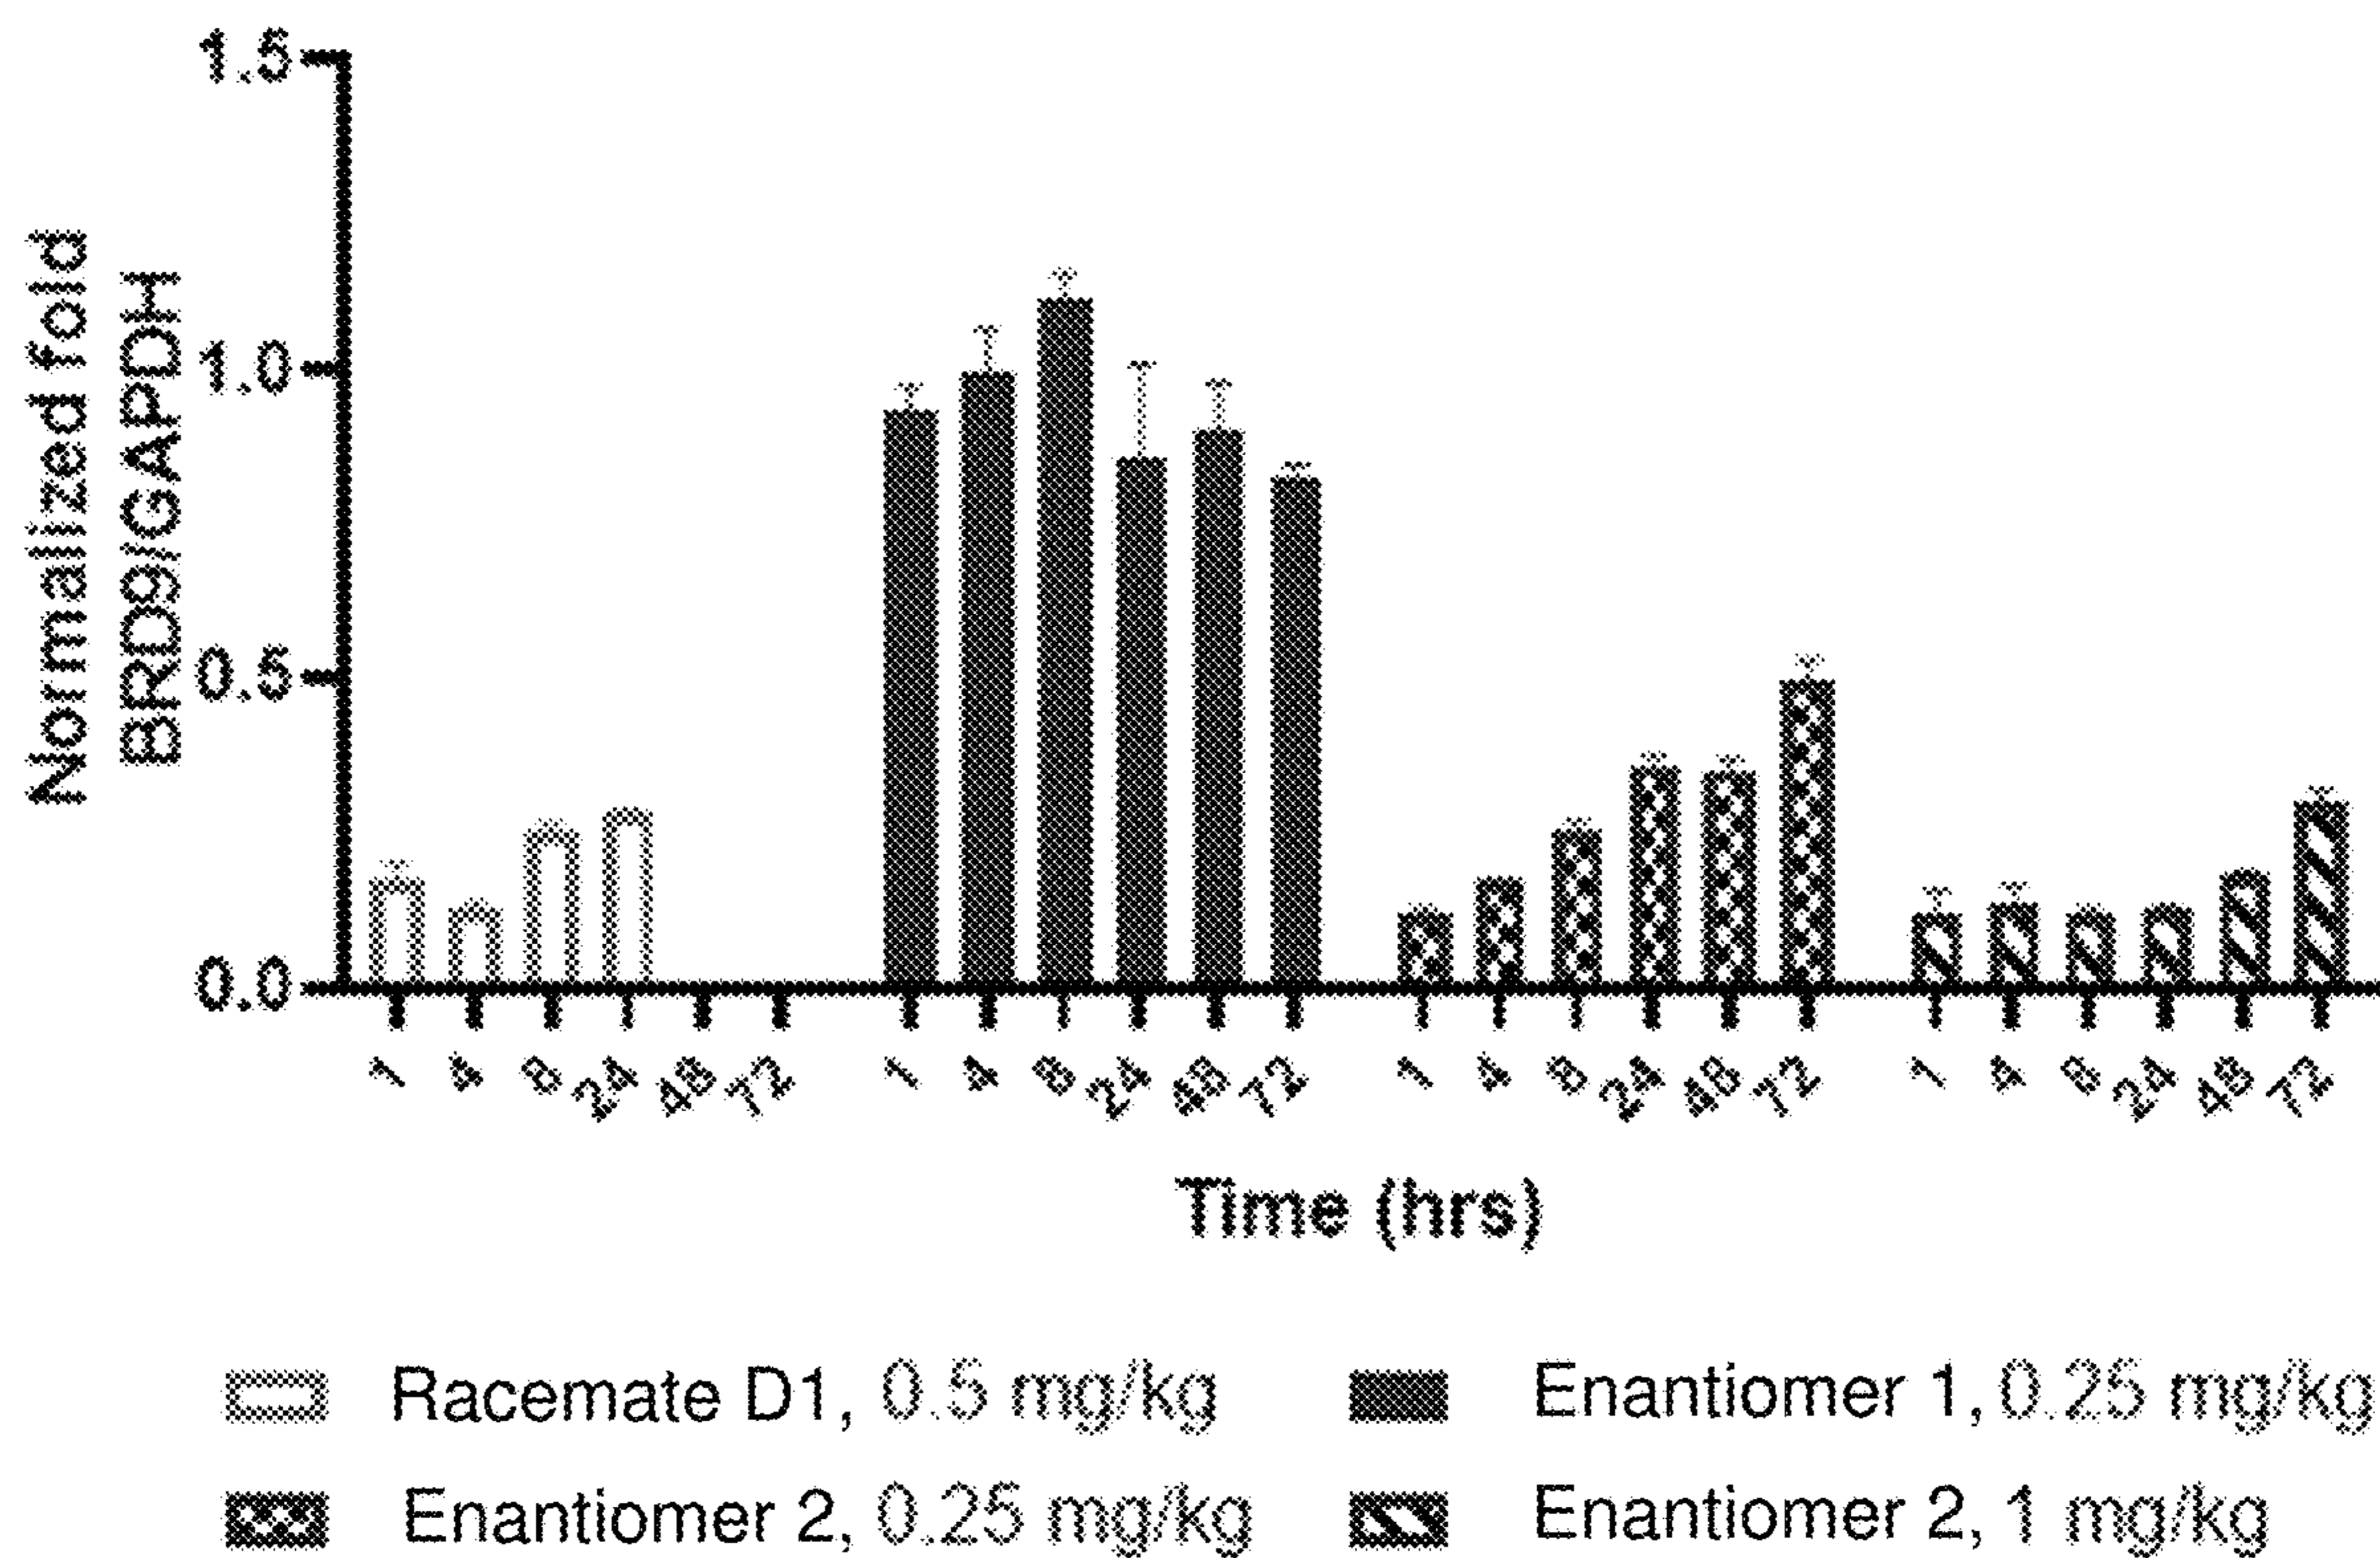 Normalized fold
BRD9/GAPDH
1.5
1.0
0.5
0.0
1 4 8 24 48 72 1 4 8 24 48 72 1 4 8 24 48 72 1 4 8 24 48 72
Time (hrs)
Racemate D1, 0.5 mg/kg Enantiomer 1, 0.25 mg/kg
Enantiomer 2, 0.25 mg/kg Enantiomer 2, 1 mg/kg